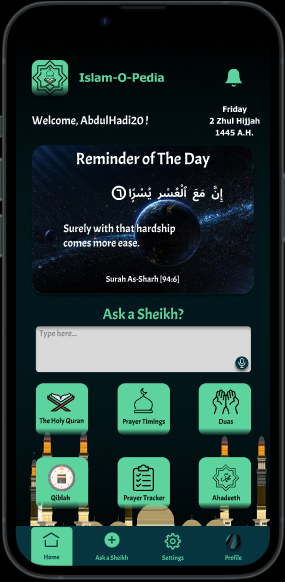 Islam-O-Pedia
Welcome, AbdulHadi20 !
Friday
2 Zhul Hijjah
1445 A.H.
Reminder of The Day
إِنَّ مَعَ ٱلْعُسْرِ يُسْرًا ٦
Surely with that hardship
comes more ease.
Surah As-Sharh [94:6]
Ask a Sheikh?
Type here...
The Holy Quran
Prayer Timings
Duas
Qiblah
Prayer Tracker
Ahadeeth
Home
Ask a Sheikh
Settings
Profile